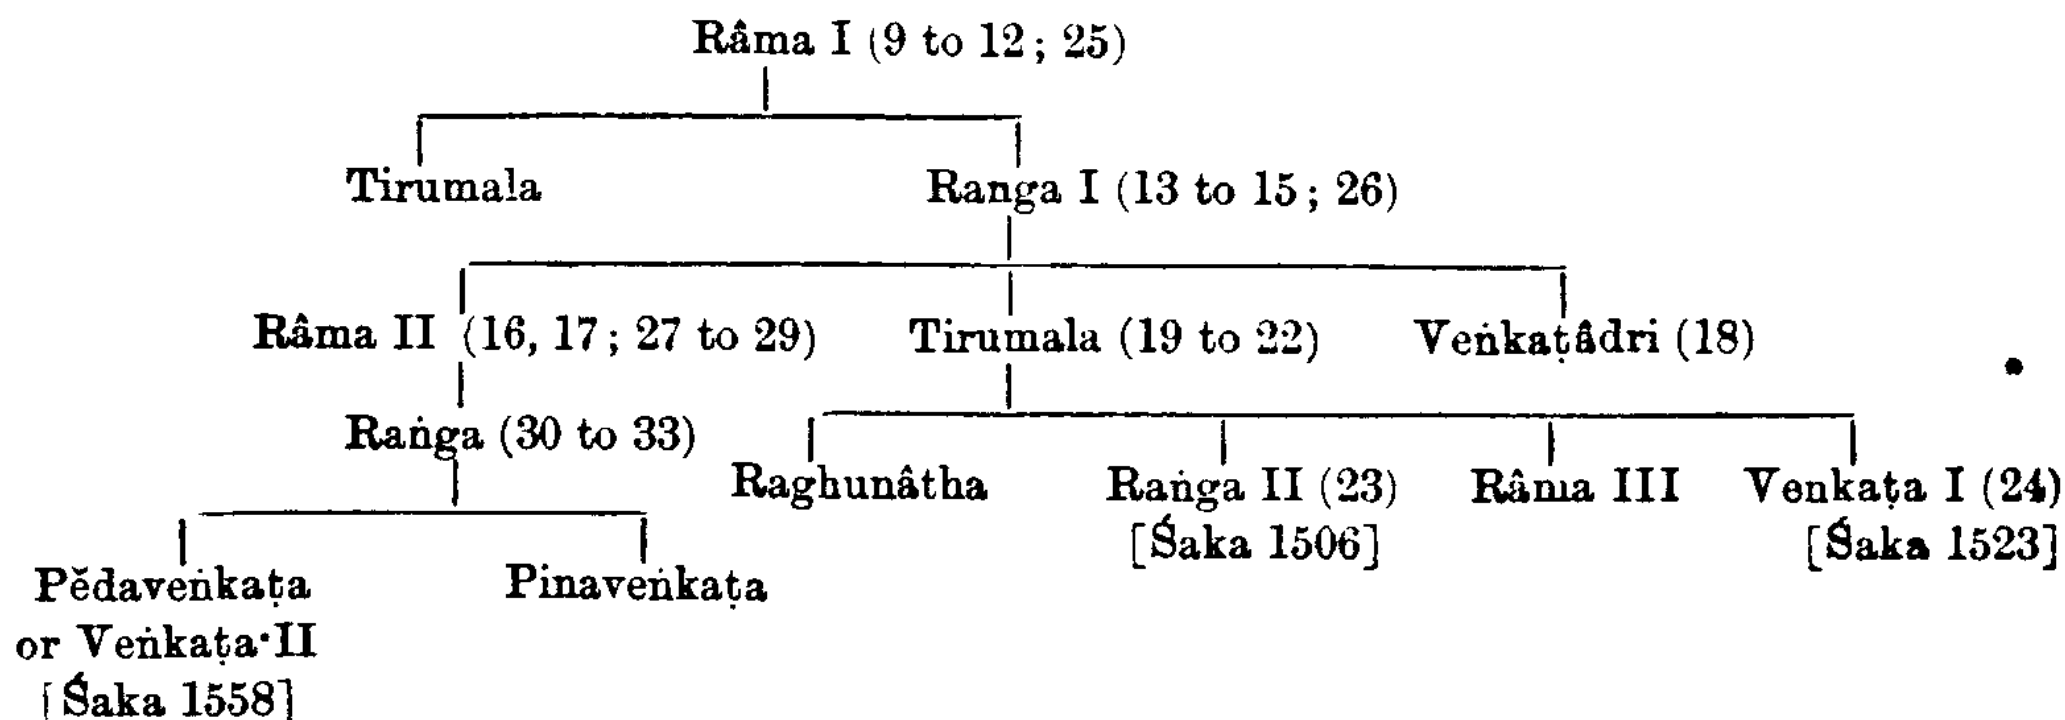 Râma I (9 to 12; 25)
Tirumala Ranga I (13 to 15; 26)
Râma II (16, 17; 27 to 29) Tirumala (19 to 22) Veṅkaṭâdri (18)
Raṅga (30 to 33)
Raghunâtha Raṅga II (23) Râma III Venkaṭa I (24)
[Śaka 1506] [Śaka 1523]
Pĕdaveṅkaṭa Pinaveṅkaṭa
or Veṅkaṭa II
[Śaka 1558]